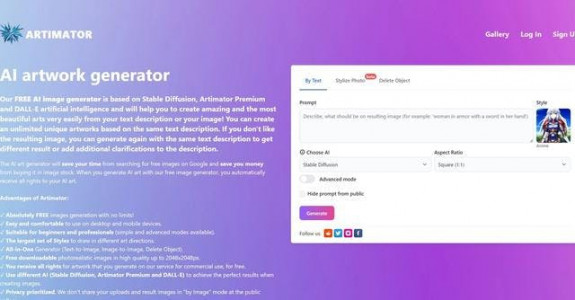 ARTIMATOR
Gallery Log In Sign U
AI artwork generator
Our FREE AI image generator is based on Stable Diffusion, Artimator Premium
and DALL-E artificial intelligence and will help you to create amazing and the most
beautiful arts very easily from your text description or your image! You can
create an unlimited unique artworks based on the same text description. If you don't like
the resulting image, you can generate again with the same text description to get
different result or add additional clarifications to the description.
The AI art generator will save your time from searching for free images on Google and save you money
from buying it in image stock. When you generate AI art with our free image generator, you automatically
receive all rights to your AI art.
Advantages of Artimator:
✓ Absolutely FREE images generation with no limits!
✓ Easy and comfortable to use on desktop and mobile devices.
✓ Suitable for beginners and professionals (simple and advanced modes available).
✓ The largest set of Styles to draw in different art directions.
✓ All-in-One Generator (Text-to-Image, Image-to-Image, Delete Object).
✓ Free downloadable photorealistic images in high quality up to 2048x2048px.
✓ You receive all rights for artwork that you generate on our service for commercial use, for free.
✓ Use different AI (Stable Diffusion, Artimator Premium and DALL-E) to achieve the perfect results when
creating images.
✓ Privacy prioritized. We don't share your uploads and result images in "by Image" mode at the public
By Text Stylize Photo Delete Object
Prompt
Describe, what should be on resulting image (for example: "woman in armor with a sword in her hand")
Style
Choose AI
Stable Diffusion
Aspect Ratio
Square (1:1)
Advanced mode
Hide prompt from public
Generate
Follow us